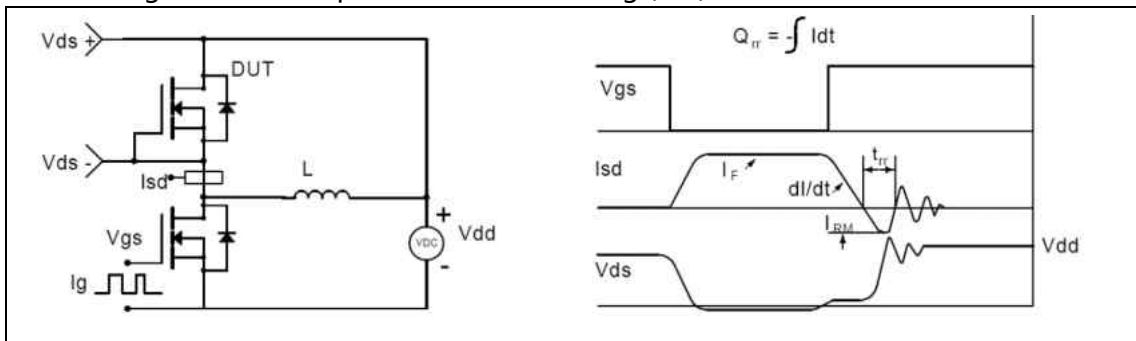 Vds +
DUT
Vds -
Isd
L
Vgs
Ig
VDC
+
-
Vdd
Qrr = -∫ Idt
Vgs
Isd
IF
dI/dt
trr
IRM
Vdd
Vds